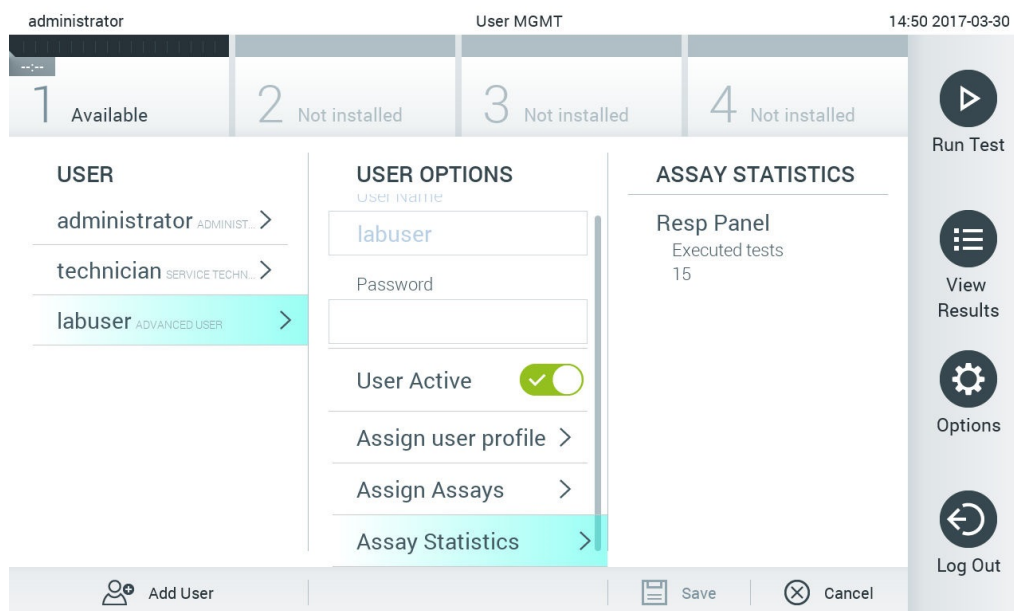 administrator
User MGMT
14:50 2017-03-30
--:--
1 Available
2 Not installed
3 Not installed
4 Not installed
Run Test
View
Results
Options
Log Out
USER
administrator ADMINIST...
technician SERVICE TECHN...
labuser ADVANCED USER
USER OPTIONS
User Name
labuser
Password
User Active
Assign user profile
Assign Assays
Assay Statistics
ASSAY STATISTICS
Resp Panel
Executed tests
15
Add User
Save
Cancel